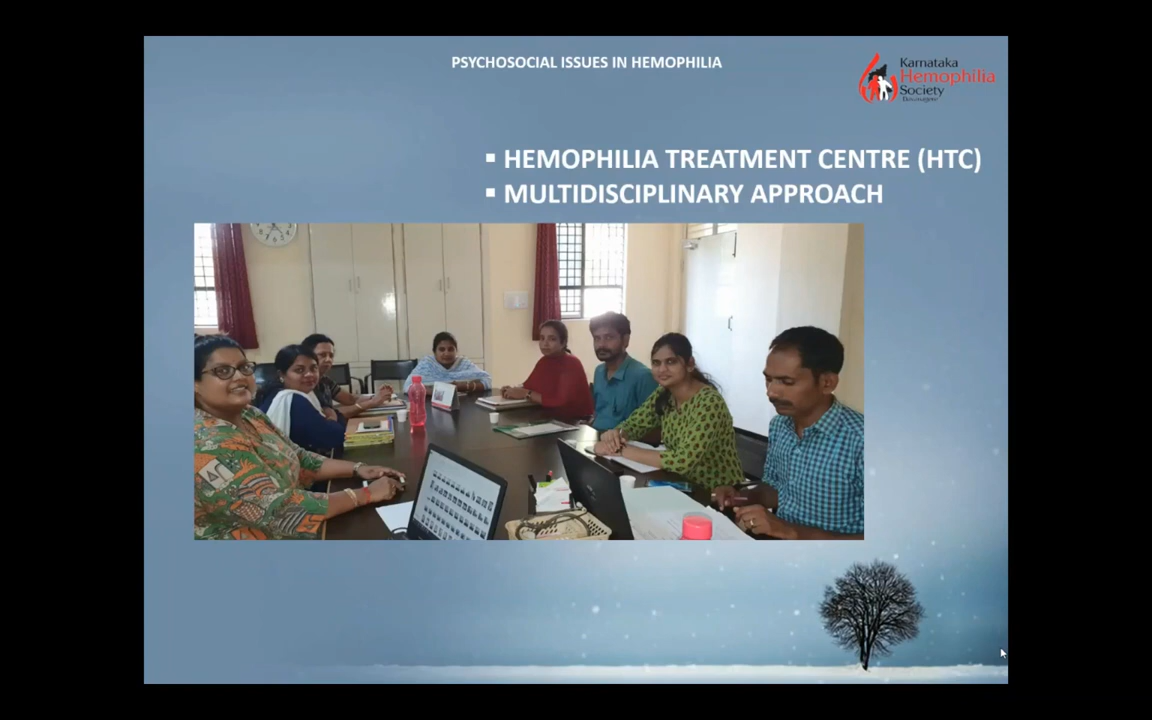 PSYCHOSOCIAL ISSUES IN HEMOPHILIA
Karnataka
Hemophilia
Society
▪ HEMOPHILIA TREATMENT CENTRE (HTC)
▪ MULTIDISCIPLINARY APPROACH